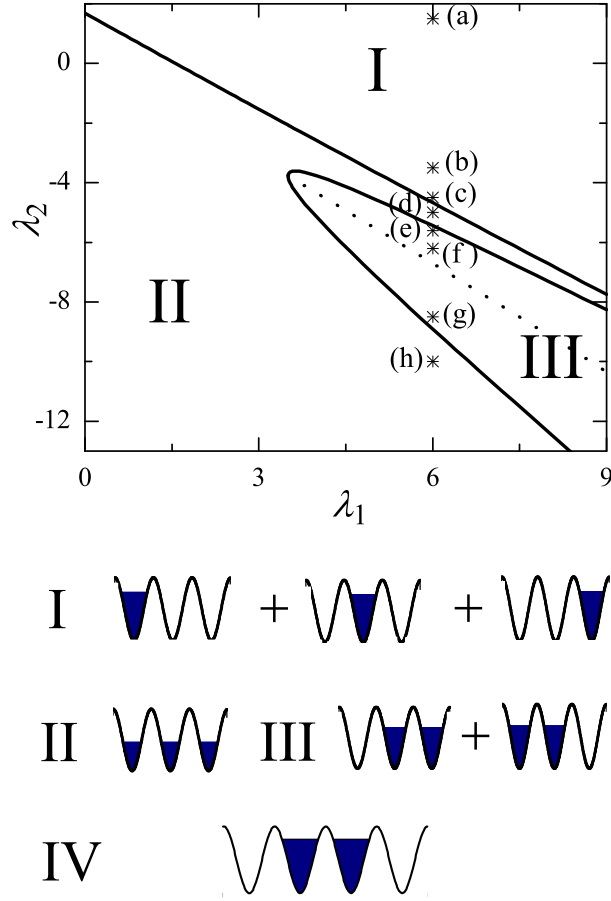 (a)
I
0
(b)
-4
(c)
(d)
λ2
(e)
(f)
II
-8
(g)
III
(h)
-12
0
3
6
9
λ1
I
+
+
II
III
+
IV